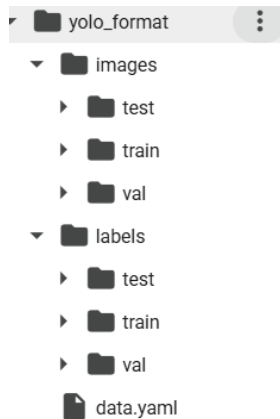 yolo_format
images
test
train
val
labels
test
train
val
data.yaml